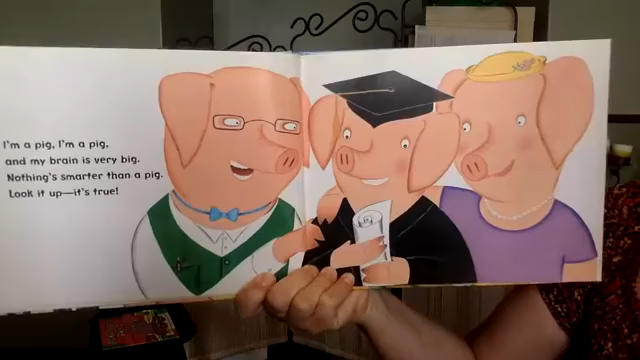 I'm a pig, I'm a pig,
and my brain is very big.
Nothing's smarter than a pig.
Look it up—it's true!